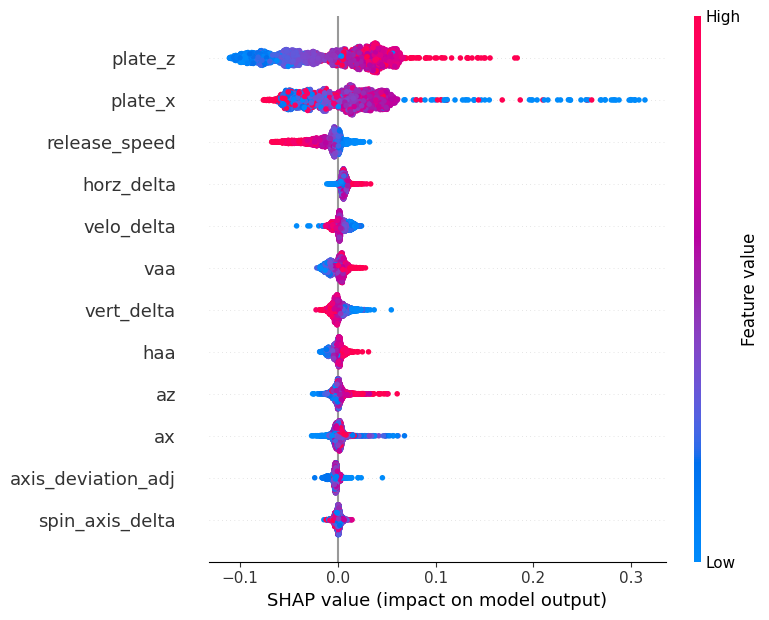 High
plate_z
plate_x
release_speed
horz_delta
velo_delta
vaa
vert_delta
haa
az
ax
axis_deviation_adj
spin_axis_delta
Feature value
Low
−0.1 0.0 0.1 0.2 0.3
SHAP value (impact on model output)